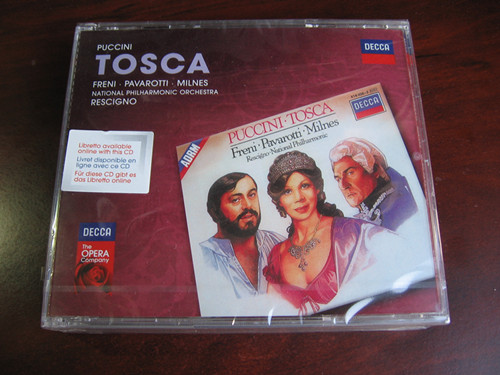 PUCCINI
TOSCA
FRENI · PAVAROTTI · MILNES
NATIONAL PHILHARMONIC ORCHESTRA
RESCIGNO
DECCA
Libretto available
online with this CD
Livret disponible en
ligne avec ce CD
Für diese CD gibt es
das Libretto online
DECCA
The
OPERA
Company
ADRM
PUCCINI · TOSCA
Freni · Pavarotti · Milnes
Rescigno · National Philharmonic
DECCA